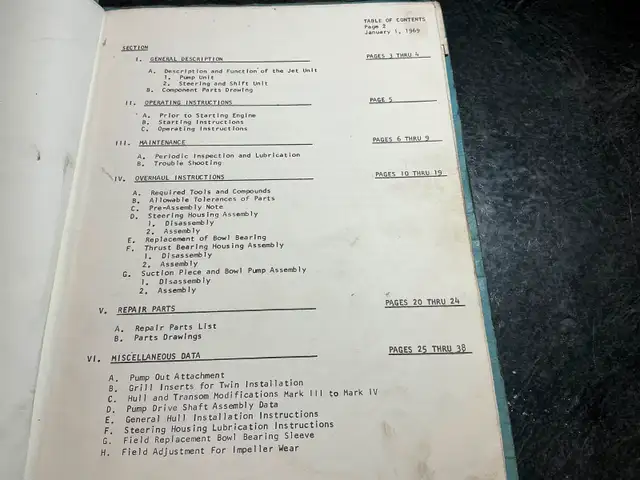 TABLE OF CONTENTS
Page 2
January 1, 1969
SECTION
I. GENERAL DESCRIPTION PAGES 3 THRU 4
A. Description and Function of the Jet Unit
1. Pump Unit
2. Steering and Shift Unit
B. Component Parts Drawing
II. OPERATING INSTRUCTIONS PAGE 5
A. Prior to Starting Engine
B. Starting Instructions
C. Operating Instructions
III. MAINTENANCE PAGES 6 THRU 9
A. Periodic Inspection and Lubrication
B. Trouble Shooting
IV. OVERHAUL INSTRUCTIONS PAGES 10 THRU 19
A. Required Tools and Compounds
B. Allowable Tolerances of Parts
C. Pre-Assembly Note
D. Steering Housing Assembly
1. Disassembly
2. Assembly
E. Replacement of Bowl Bearing
F. Thrust Bearing Housing Assembly
1. Disassembly
2. Assembly
G. Suction Piece and Bowl Pump Assembly
1. Disassembly
2. Assembly
V. REPAIR PARTS PAGES 20 THRU 24
A. Repair Parts List
B. Parts Drawings
VI. MISCELLANEOUS DATA PAGES 25 THRU 38
A. Pump Out Attachment
B. Grill Inserts for Twin Installation
C. Hull and Transom Modifications Mark III to Mark IV
D. Pump Drive Shaft Assembly Data
E. General Hull Installation Instructions
F. Steering Housing Lubrication Instructions
G. Field Replacement Bowl Bearing Sleeve
H. Field Adjustment For Impeller Wear